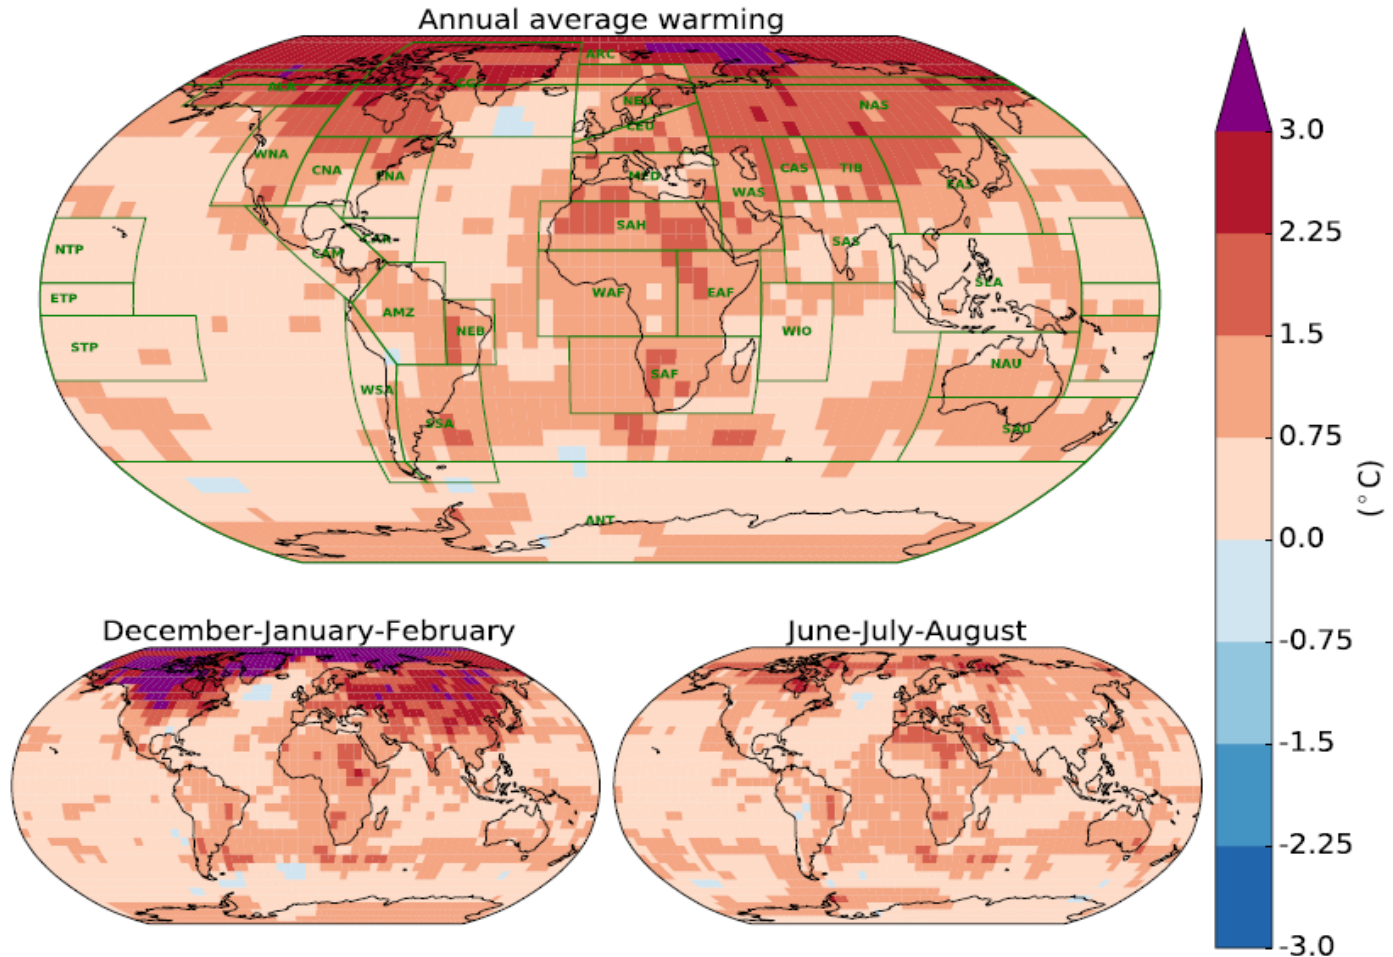 Annual average warming
ARC
ALA
CGI
NEU
NAS
CEU
WNA
CNA
ENA
MED
WAS
CAS
TIB
EAS
SAH
NTP
CAR
CAM
SAS
SEA
ETP
WAF
EAF
AMZ
NEB
WIO
STP
NAU
WSA
SAF
SSA
SAU
ANT
3.0
2.25
1.5
0.75
0.0
-0.75
-1.5
-2.25
-3.0
(°C)
December-January-February
June-July-August